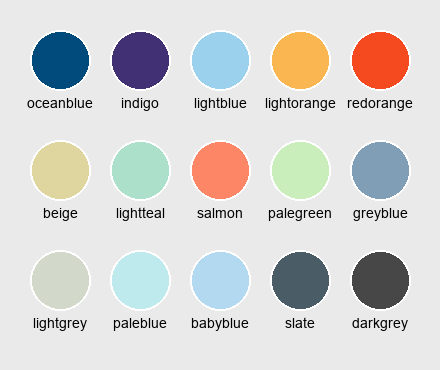 oceanblue indigo lightblue lightorange redorange
beige lightteal salmon palegreen greyblue
lightgrey paleblue babyblue slate darkgrey